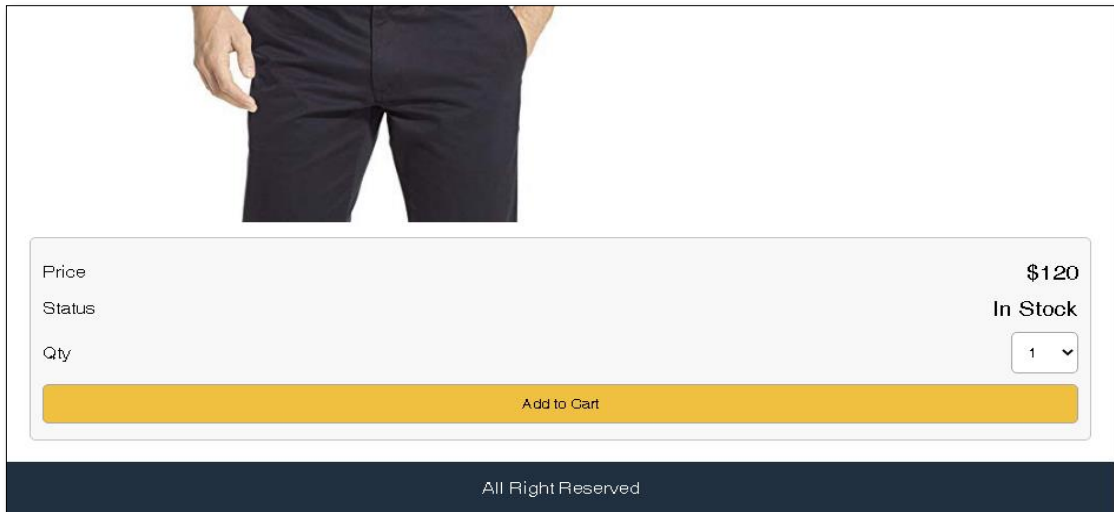 Price $120
Status In Stock
Qty 1
Add to Cart
All Right Reserved